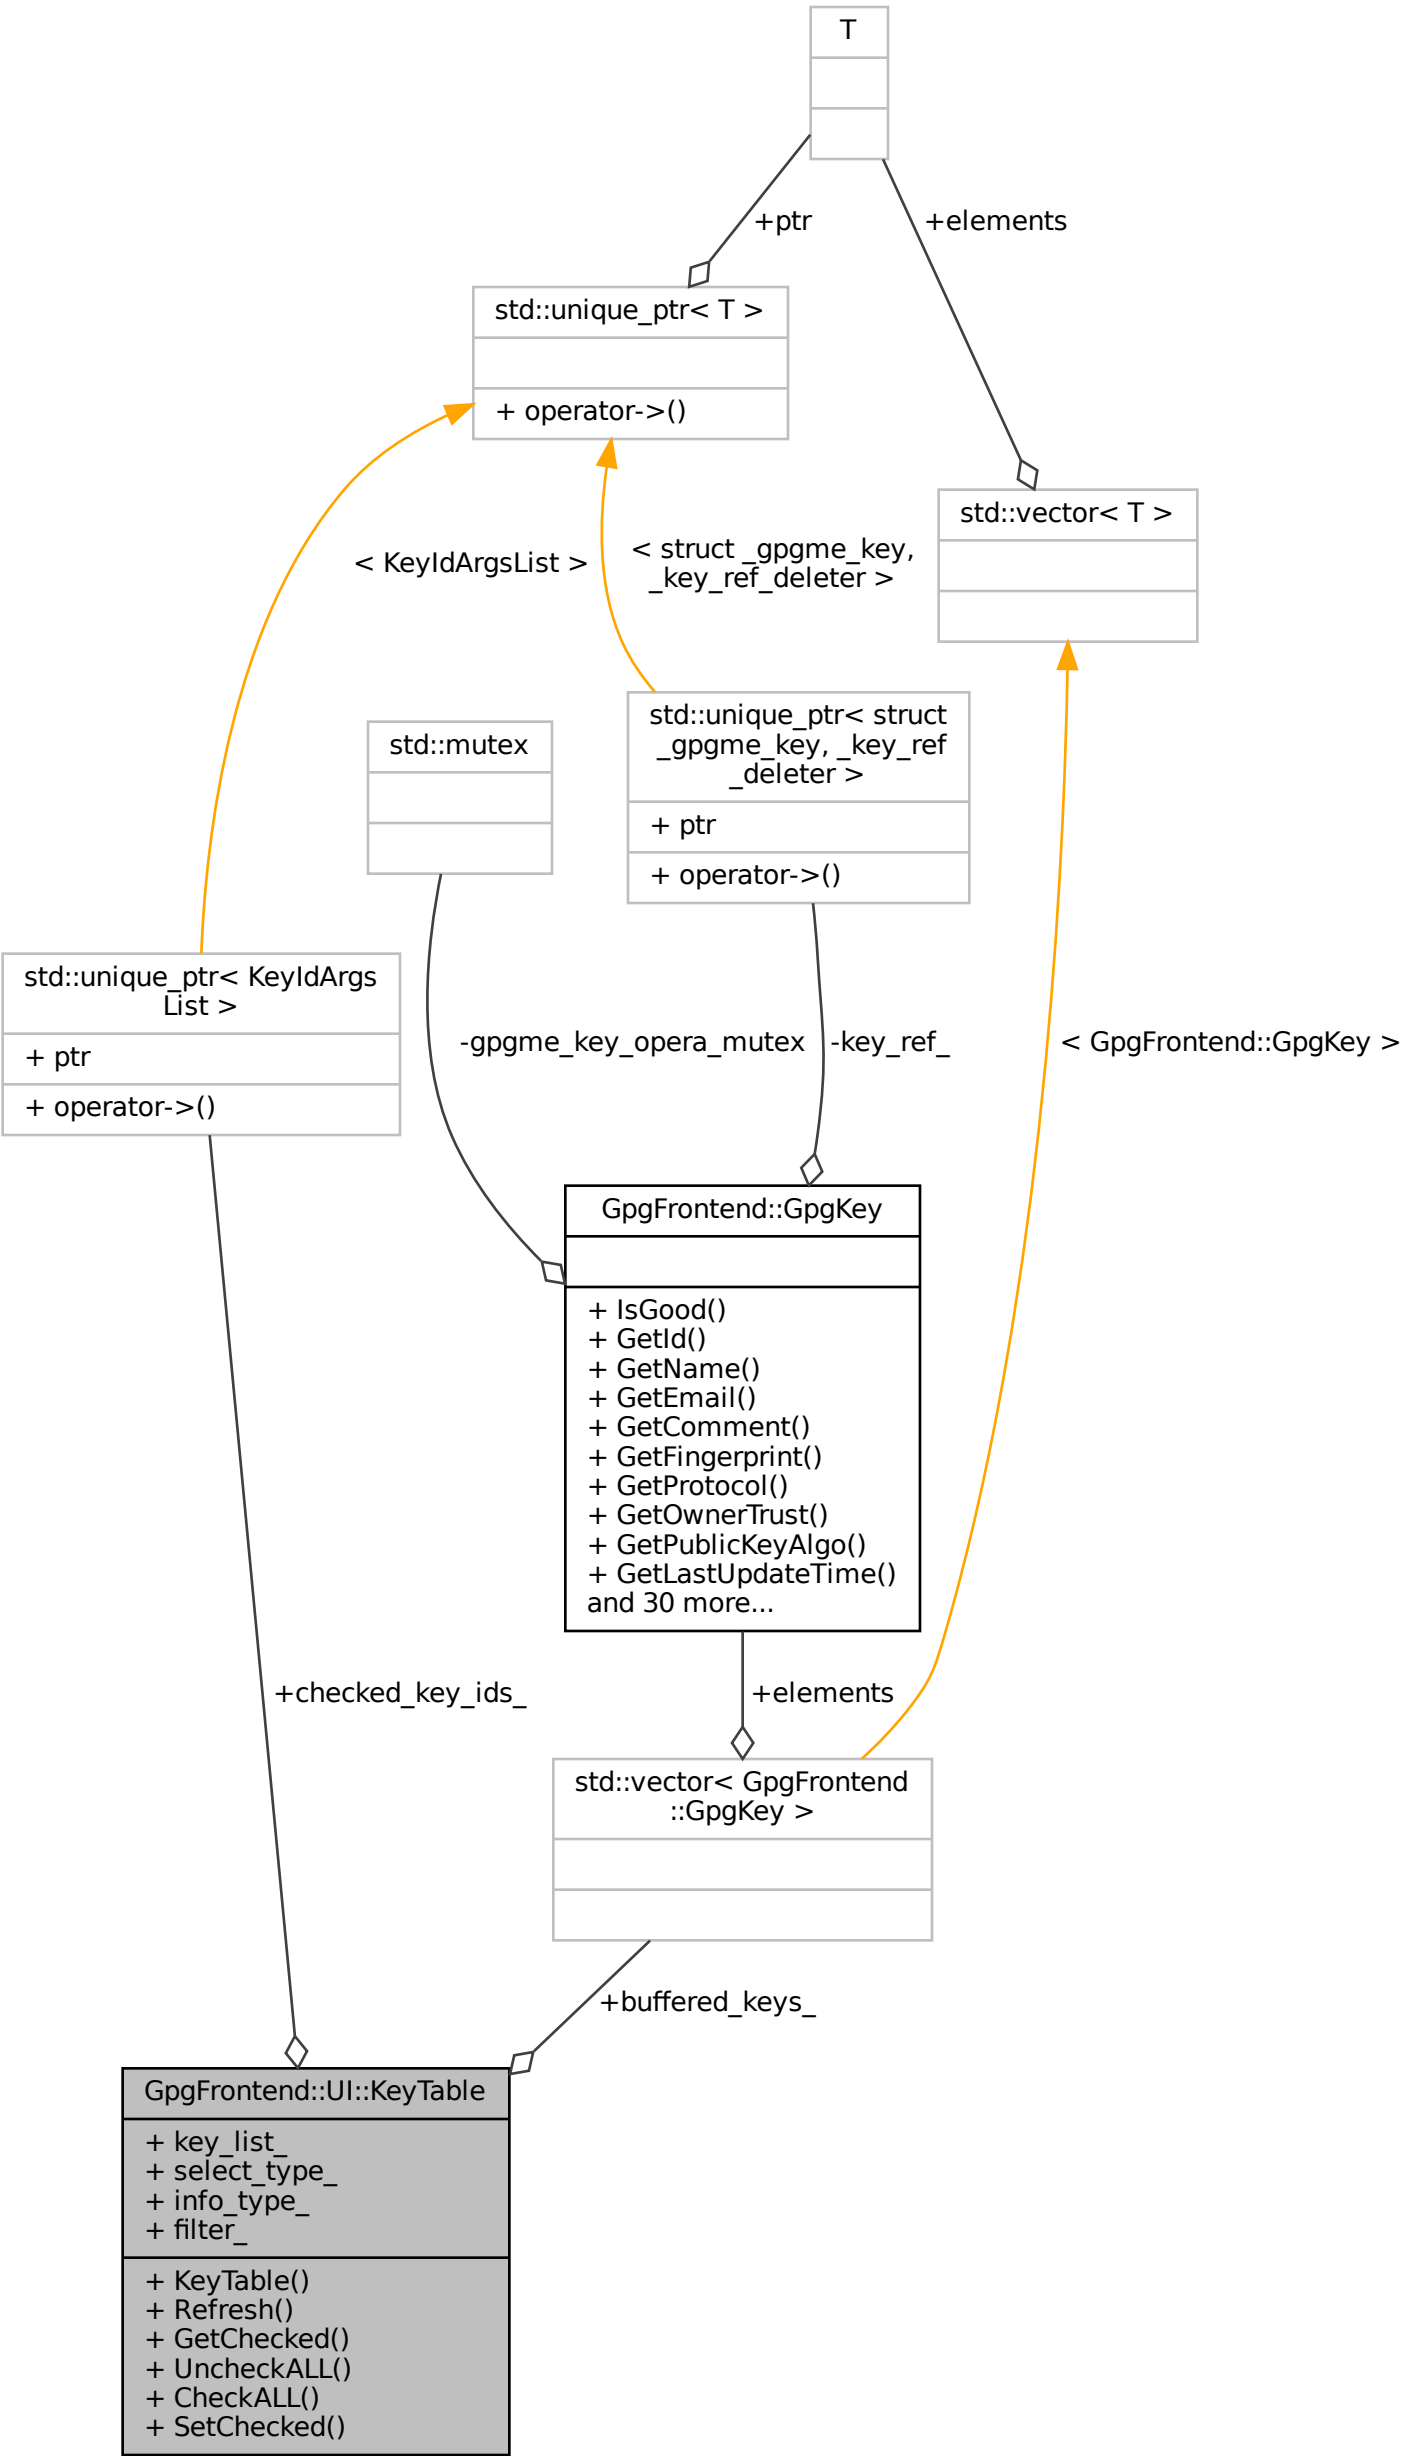 T
+ptr
+elements
std::unique_ptr< T >
+ operator->()
std::vector< T >
< KeyIdArgsList >
< struct _gpgme_key,
_key_ref_deleter >
std::mutex
std::unique_ptr< struct
_gpgme_key, _key_ref
_deleter >
+ ptr
+ operator->()
std::unique_ptr< KeyIdArgs
List >
+ ptr
+ operator->()
-gpgme_key_opera_mutex
-key_ref_
< GpgFrontend::GpgKey >
GpgFrontend::GpgKey
+ IsGood()
+ GetId()
+ GetName()
+ GetEmail()
+ GetComment()
+ GetFingerprint()
+ GetProtocol()
+ GetOwnerTrust()
+ GetPublicKeyAlgo()
+ GetLastUpdateTime()
and 30 more...
+checked_key_ids_
+elements
std::vector< GpgFrontend
::GpgKey >
+buffered_keys_
GpgFrontend::UI::KeyTable
+ key_list_
+ select_type_
+ info_type_
+ filter_
+ KeyTable()
+ Refresh()
+ GetChecked()
+ UncheckALL()
+ CheckALL()
+ SetChecked()